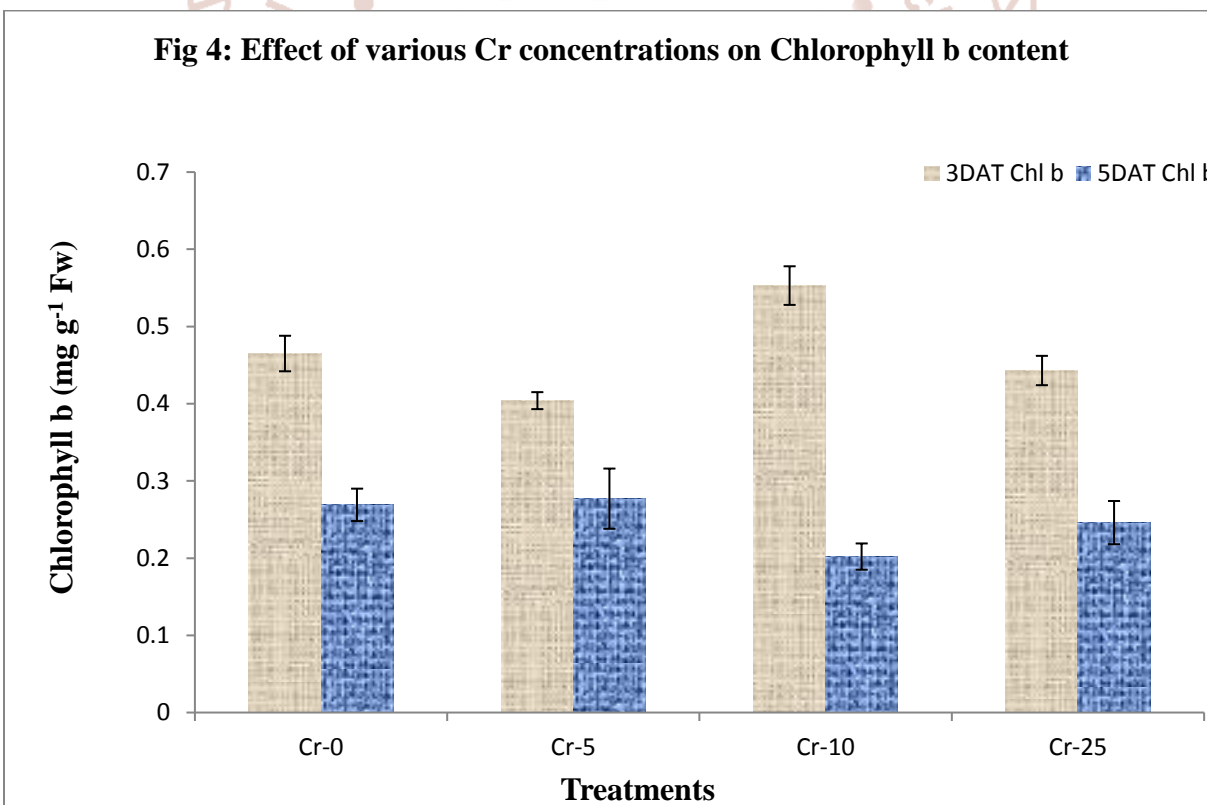 Fig 4: Effect of various Cr concentrations on Chlorophyll b content
3DAT Chl b 5DAT Chl b
Chlorophyll b (mg g⁻¹ Fw)
0.7
0.6
0.5
0.4
0.3
0.2
0.1
0
Cr-0 Cr-5 Cr-10 Cr-25
Treatments